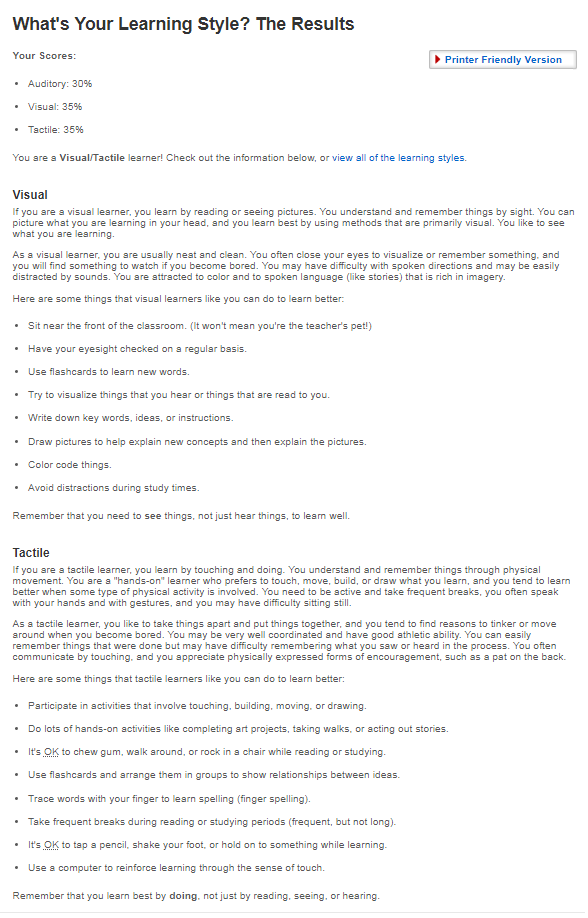 What's Your Learning Style? The Results
Your Scores:
Printer Friendly Version
• Auditory: 30%
• Visual: 35%
• Tactile: 35%
You are a Visual/Tactile learner! Check out the information below, or view all of the learning styles.
Visual
If you are a visual learner, you learn by reading or seeing pictures. You understand and remember things by sight. You can
picture what you are learning in your head, and you learn best by using methods that are primarily visual. You like to see
what you are learning.
As a visual learner, you are usually neat and clean. You often close your eyes to visualize or remember something, and
you will find something to watch if you become bored. You may have difficulty with spoken directions and may be easily
distracted by sounds. You are attracted to color and to spoken language (like stories) that is rich in imagery.
Here are some things that visual learners like you can do to learn better:
• Sit near the front of the classroom. (It won't mean you're the teacher's pet!)
• Have your eyesight checked on a regular basis.
• Use flashcards to learn new words.
• Try to visualize things that you hear or things that are read to you.
• Write down key words, ideas, or instructions.
• Draw pictures to help explain new concepts and then explain the pictures.
• Color code things.
• Avoid distractions during study times.
Remember that you need to see things, not just hear things, to learn well.
Tactile
If you are a tactile learner, you learn by touching and doing. You understand and remember things through physical
movement. You are a "hands-on" learner who prefers to touch, move, build, or draw what you learn, and you tend to learn
better when some type of physical activity is involved. You need to be active and take frequent breaks, you often speak
with your hands and with gestures, and you may have difficulty sitting still.
As a tactile learner, you like to take things apart and put things together, and you tend to find reasons to tinker or move
around when you become bored. You may be very well coordinated and have good athletic ability. You can easily
remember things that were done but may have difficulty remembering what you saw or heard in the process. You often
communicate by touching, and you appreciate physically expressed forms of encouragement, such as a pat on the back.
Here are some things that tactile learners like you can do to learn better:
• Participate in activities that involve touching, building, moving, or drawing.
• Do lots of hands-on activities like completing art projects, taking walks, or acting out stories.
• It's OK to chew gum, walk around, or rock in a chair while reading or studying.
• Use flashcards and arrange them in groups to show relationships between ideas.
• Trace words with your finger to learn spelling (finger spelling).
• Take frequent breaks during reading or studying periods (frequent, but not long).
• It's OK to tap a pencil, shake your foot, or hold on to something while learning.
• Use a computer to reinforce learning through the sense of touch.
Remember that you learn best by doing, not just by reading, seeing, or hearing.